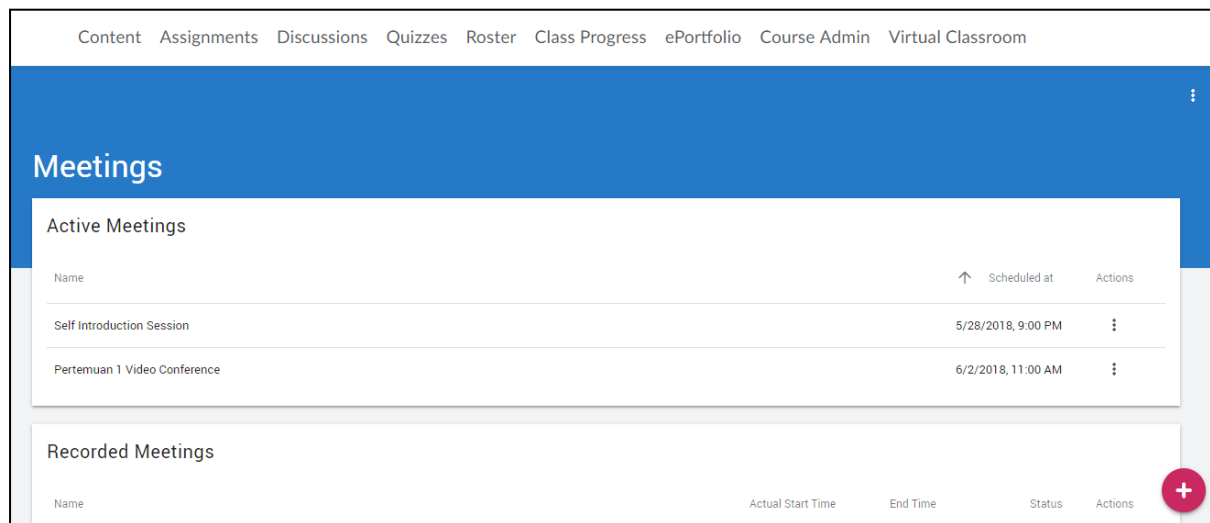 Content Assignments Discussions Quizzes Roster Class Progress ePortfolio Course Admin Virtual Classroom
Meetings
Active Meetings
Name Scheduled at Actions
Self Introduction Session 5/28/2018, 9:00 PM
Pertemuan 1 Video Conference 6/2/2018, 11:00 AM
Recorded Meetings
Name Actual Start Time End Time Status Actions